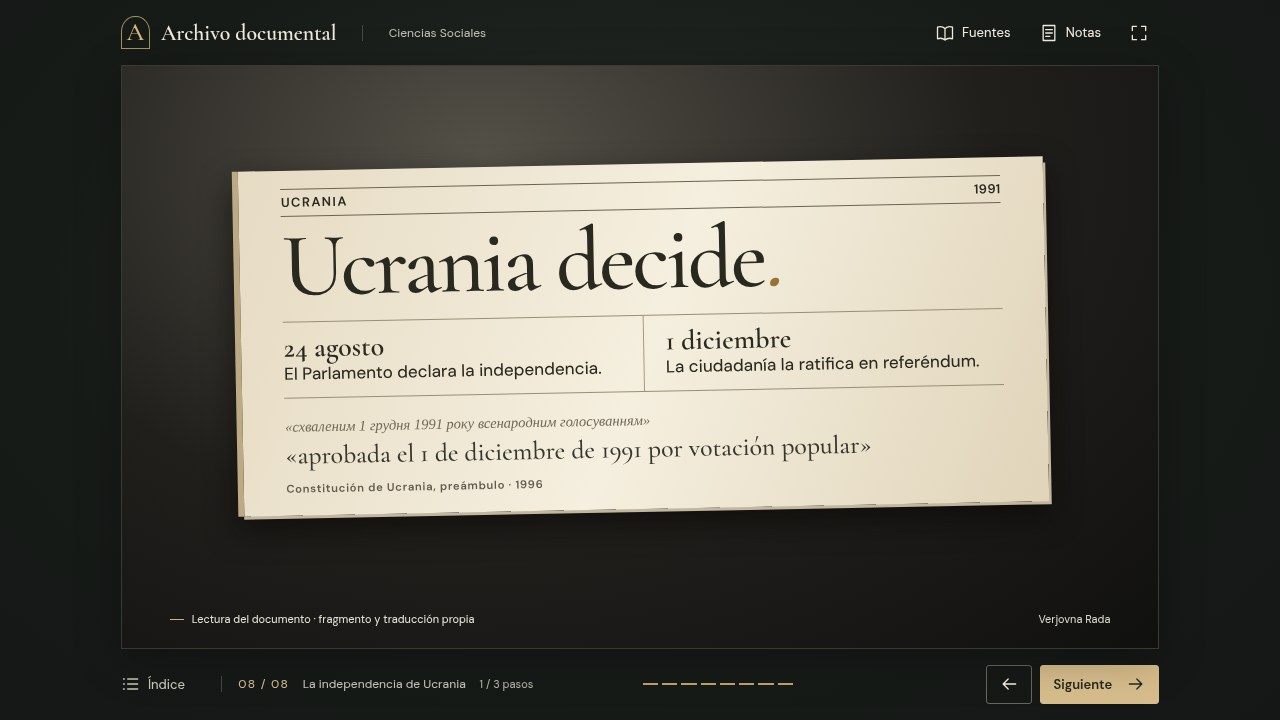 A Archivo documental
Ciencias Sociales
Fuentes
Notas
UCRANIA
1991
Ucrania decide.
24 agosto
El Parlamento declara la independencia.
1 diciembre
La ciudadanía la ratifica en referéndum.
«схваленим 1 грудня 1991 року всенародним голосуванням»
«aprobada el 1 de diciembre de 1991 por votación popular»
Constitución de Ucrania, preámbulo · 1996
Lectura del documento · fragmento y traducción propia
Verjovna Rada
Índice
08 / 08
La independencia de Ucrania
1 / 3 pasos
Siguiente